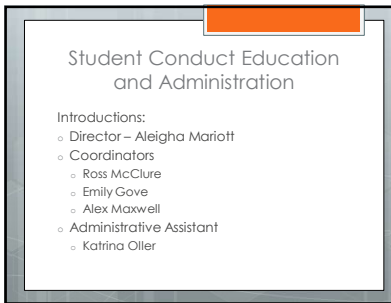 Student Conduct Education
and Administration
Introductions:
o Director – Aleigha Mariott
o Coordinators
o Ross McClure
o Emily Gove
o Alex Maxwell
o Administrative Assistant
o Katrina Oller